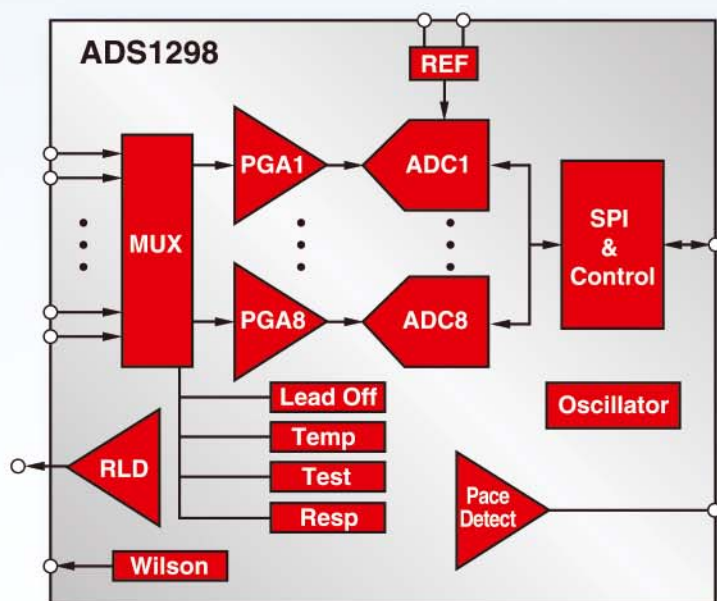 ADS1298
REF
PGA1
ADC1
MUX
SPI
&
Control
PGA8
ADC8
Lead Off
Oscillator
Temp
RLD
Test
Pace
Detect
Resp
Wilson